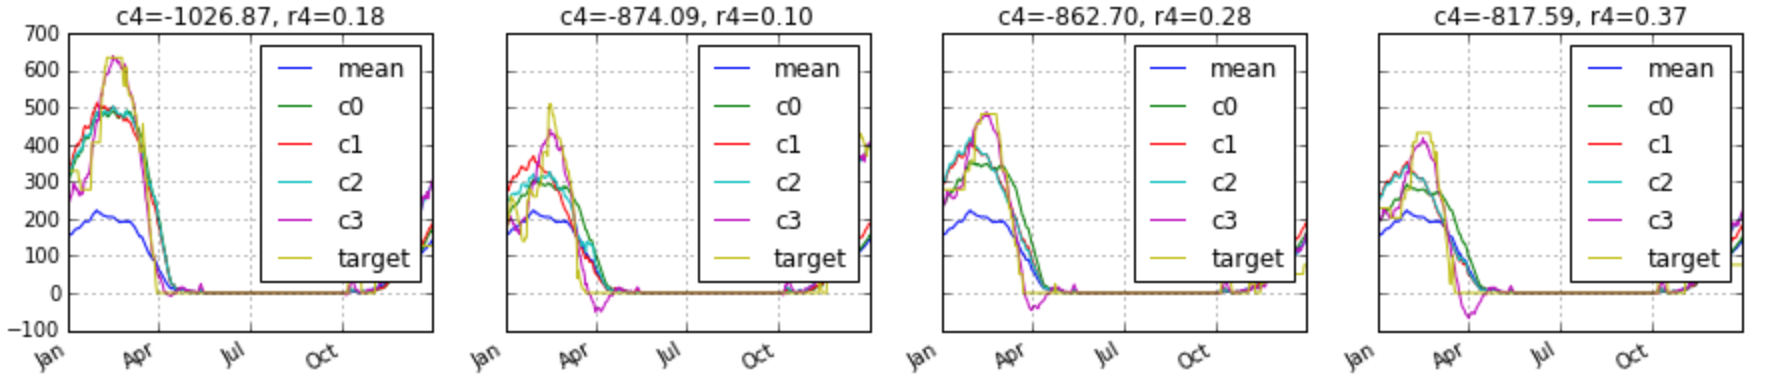 c4=-1026.87, r4=0.18
700
600
500
400
300
200
100
0
−100
mean
c0
c1
c2
c3
target
Jan
Apr
Jul
Oct
c4=-874.09, r4=0.10
mean
c0
c1
c2
c3
target
Jan
Apr
Jul
Oct
c4=-862.70, r4=0.28
mean
c0
c1
c2
c3
target
Jan
Apr
Jul
Oct
c4=-817.59, r4=0.37
mean
c0
c1
c2
c3
target
Jan
Apr
Jul
Oct